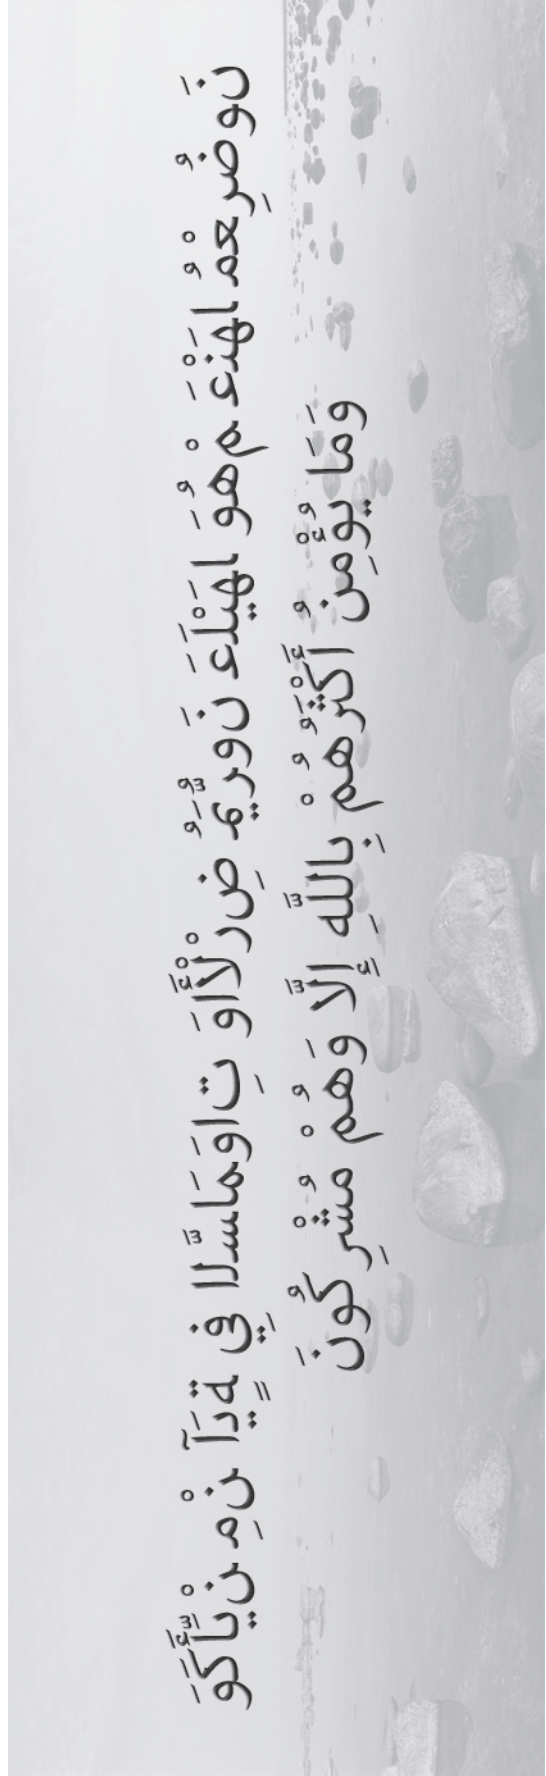 وَكَأَيِّنْ مِنْ آيَةٍ فِي السَّمَاوَاتِ وَالْأَرْضِ يَمُرُّونَ عَلَيْهَا وَهُمْ عَنْهَا مُعْرِضُونَ
وَمَا يُؤْمِنُ أَكْثَرُهُمْ بِاللَّهِ إِلَّا وَهُمْ مُشْرِكُونَ